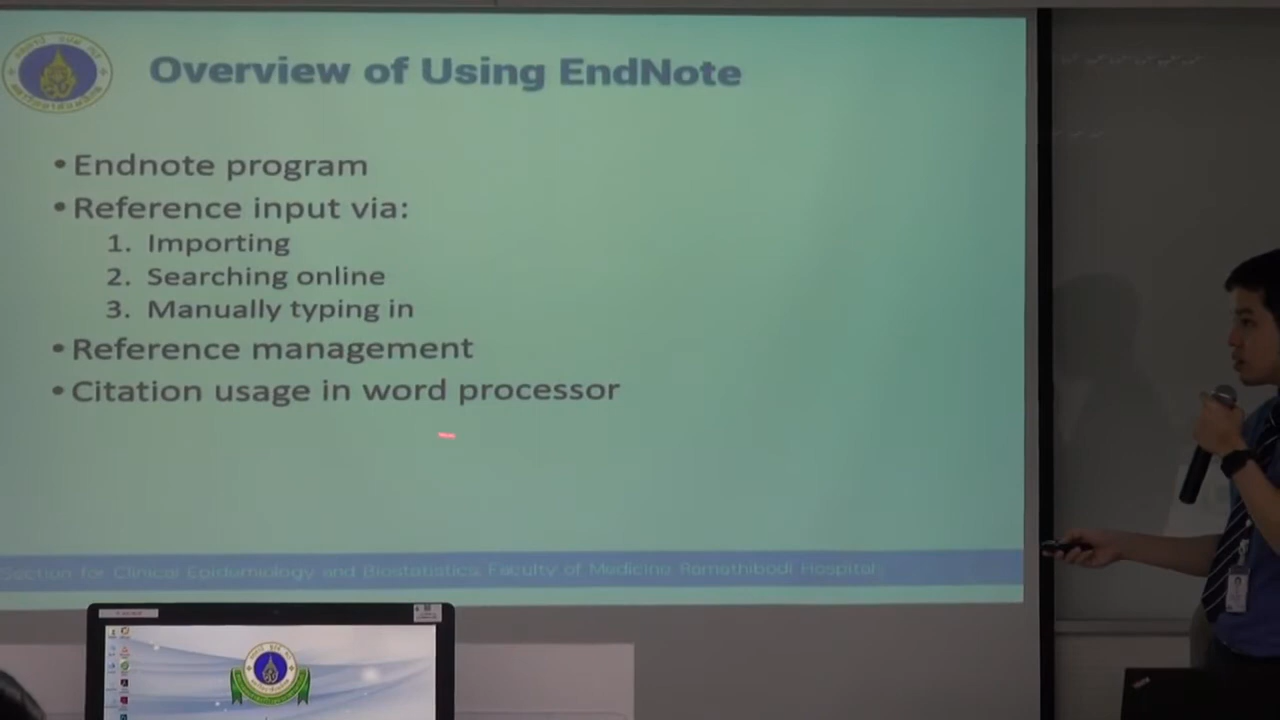 Overview of Using EndNote
• Endnote program
• Reference input via:
1. Importing
2. Searching online
3. Manually typing in
• Reference management
• Citation usage in word processor
Section for Clinical Epidemiology and Biostatistics, Faculty of Medicine Ramathibodi Hospital